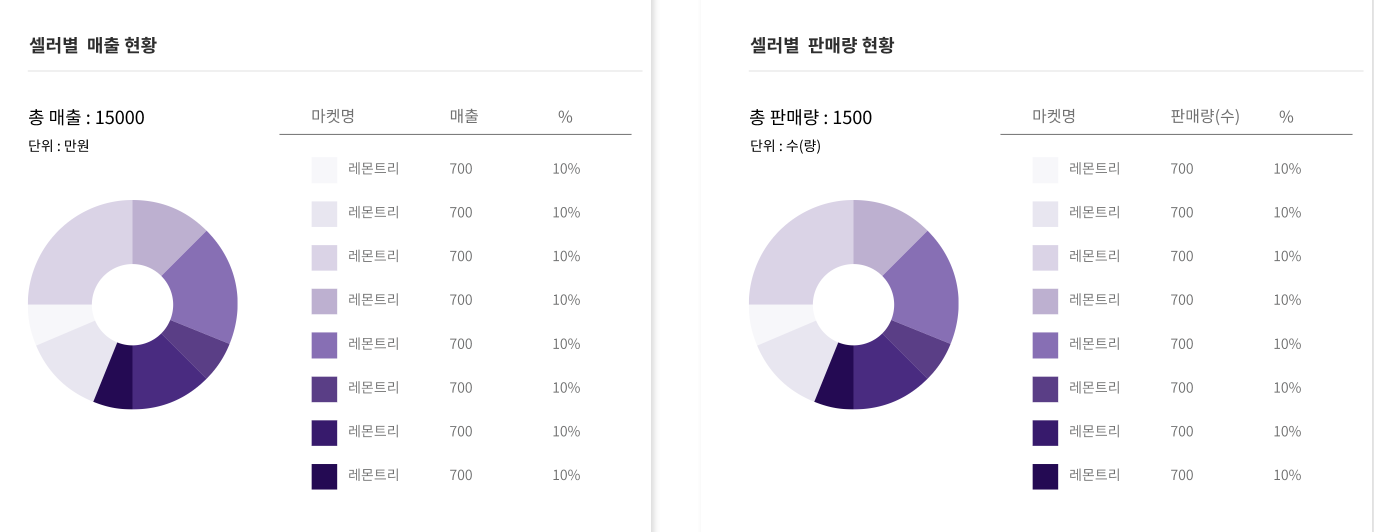 셀러별 매출 현황
총 매출 : 15000
단위 : 만원
마켓명 매출 %
레몬트리 700 10%
레몬트리 700 10%
레몬트리 700 10%
레몬트리 700 10%
레몬트리 700 10%
레몬트리 700 10%
레몬트리 700 10%
레몬트리 700 10%
셀러별 판매량 현황
총 판매량 : 1500
단위 : 수(량)
마켓명 판매량(수) %
레몬트리 700 10%
레몬트리 700 10%
레몬트리 700 10%
레몬트리 700 10%
레몬트리 700 10%
레몬트리 700 10%
레몬트리 700 10%
레몬트리 700 10%